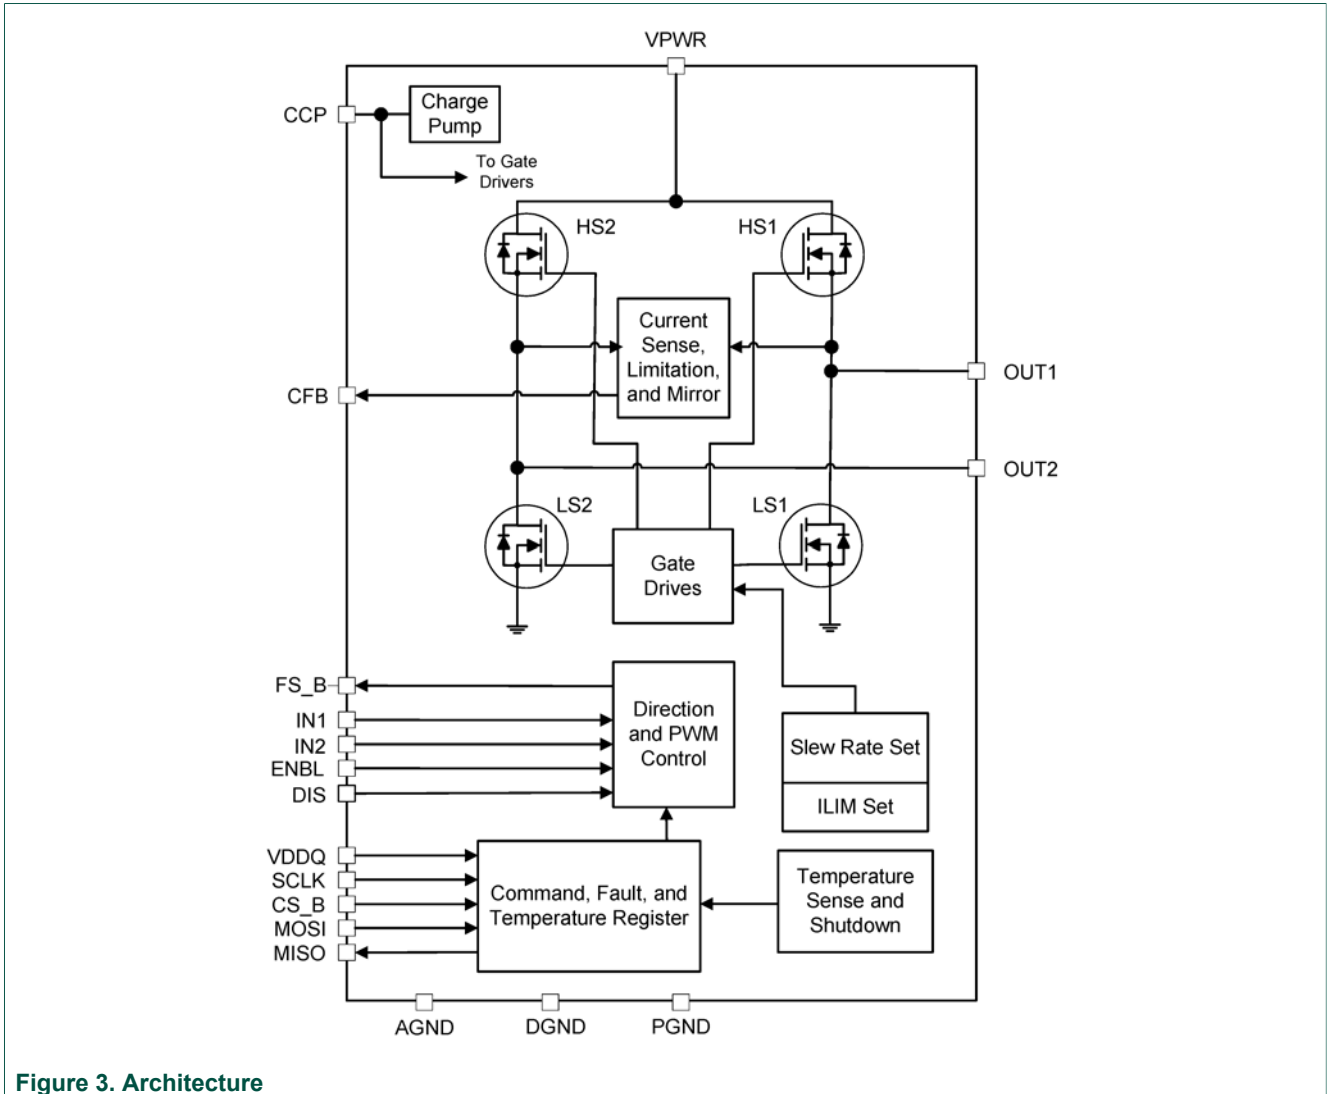 VPWR
CCP
Charge
Pump
To Gate
Drivers
HS2
HS1
Current
Sense,
Limitation,
and Mirror
OUT1
CFB
OUT2
LS2
LS1
Gate
Drives
FS_B
IN1
IN2
ENBL
DIS
Direction
and PWM
Control
Slew Rate Set
ILIM Set
VDDQ
SCLK
CS_B
MOSI
MISO
Command, Fault, and
Temperature Register
Temperature
Sense and
Shutdown
AGND
DGND
PGND
Figure 3. Architecture